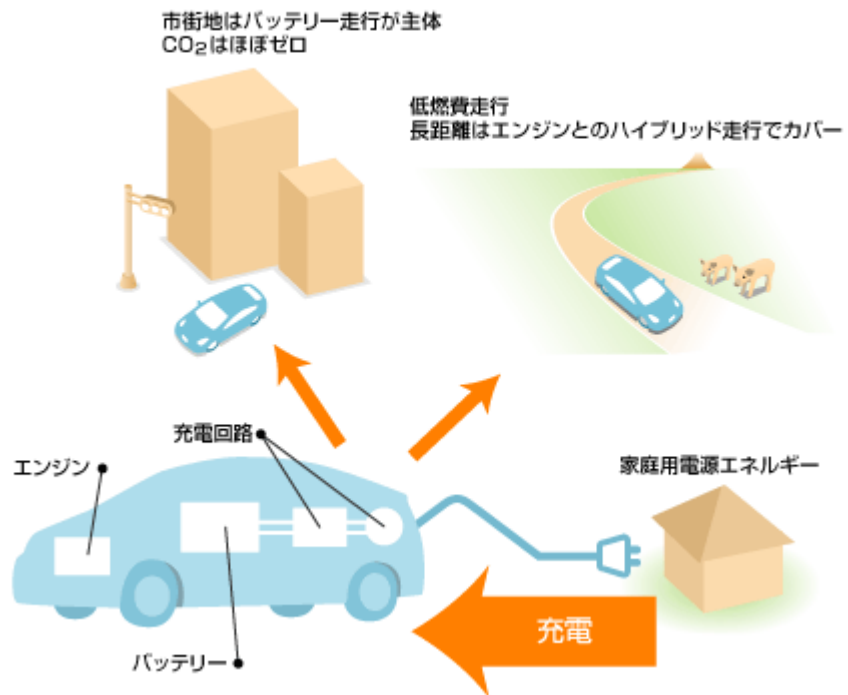 市街地はバッテリー走行が主体
CO₂はほぼゼロ
低燃費走行
長距離はエンジンとのハイブリッド走行でカバー
充電回路
エンジン
家庭用電源エネルギー
充電
バッテリー